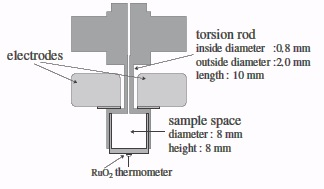 electrodes
torsion rod
inside diameter :0.8 mm
outside diameter :2.0 mm
length : 10 mm
sample space
diameter : 8 mm
height : 8 mm
RuO₂ thermometer